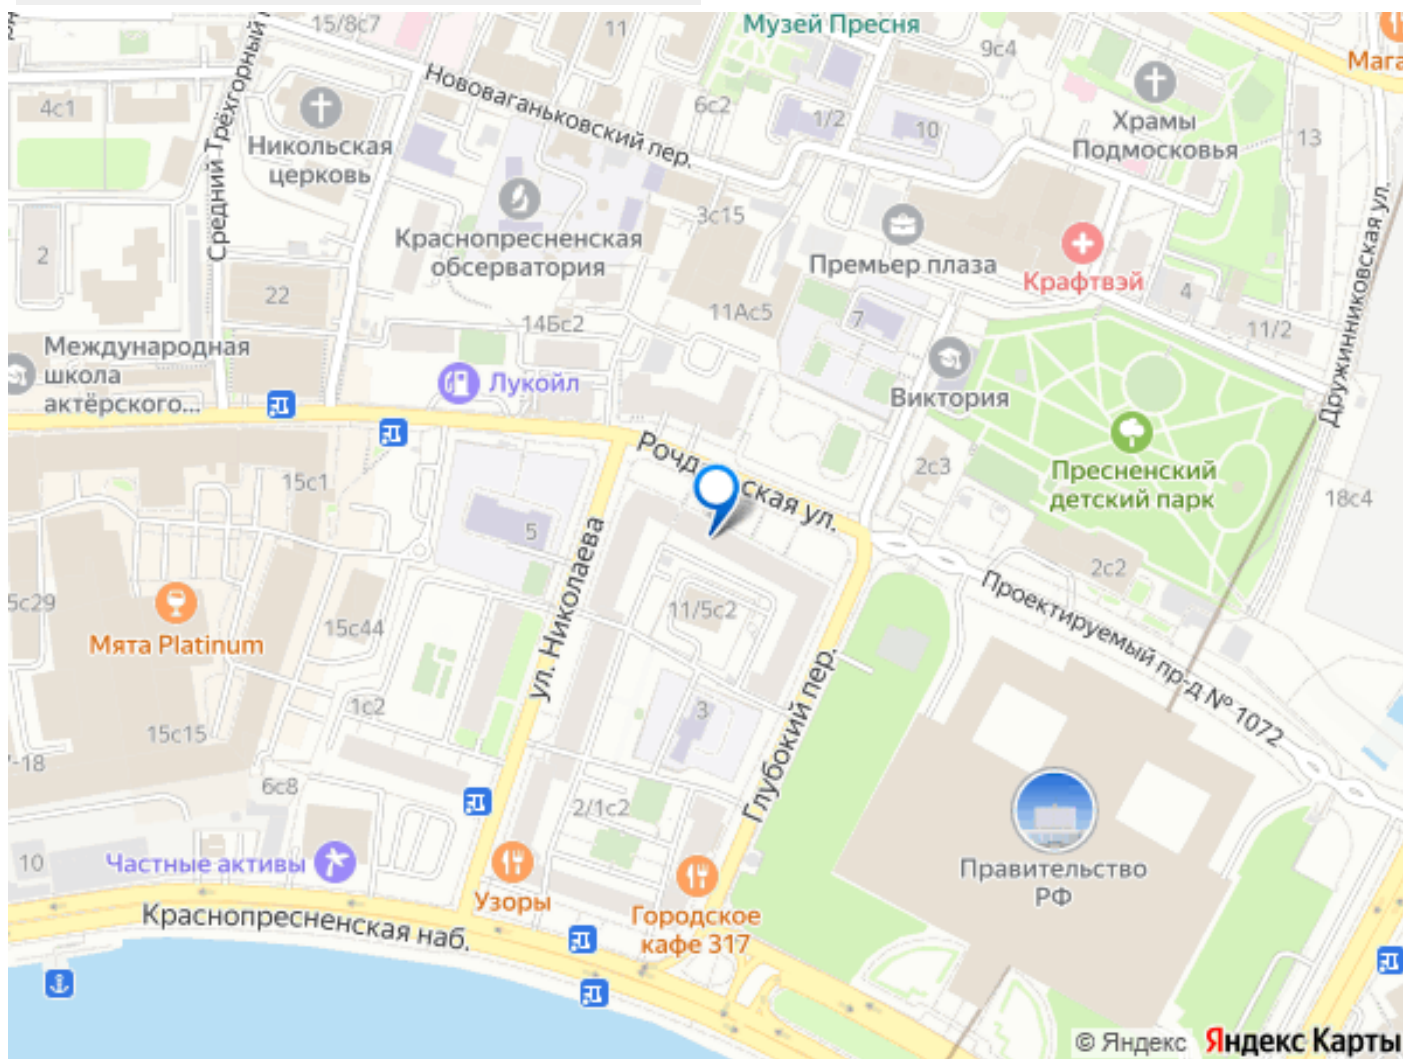 15/8с7
11
Музей Пресня
9с4
Мага
4с1
Никольская
церковь
Средний Трёхгорный
Нововаганьковский пер.
6с2
1/2
10
Храмы
Подмосковья
13
2
3с15
Краснопресненская
обсерватория
Премьер плаза
Крафтвэй
4
22
14Бс2
11Ас5
7
11/2
Дружинниковская ул.
Международная
школа
актёрского...
Лукойл
Виктория
Рочд
ская ул.
2с3
Пресненский
детский парк
18с4
15с1
5
2с2
5с29
Мята Platinum
15с44
ул. Николаева
11/5с2
Проектируемый пр-д № 1072
1с2
3
Глубокий пер.
15с15
7-18
6с8
2/1с2
10
Частные активы
Узоры
Городское
кафе 317
Правительство
РФ
Краснопресненская наб.
© Яндекс Яндекс Карты